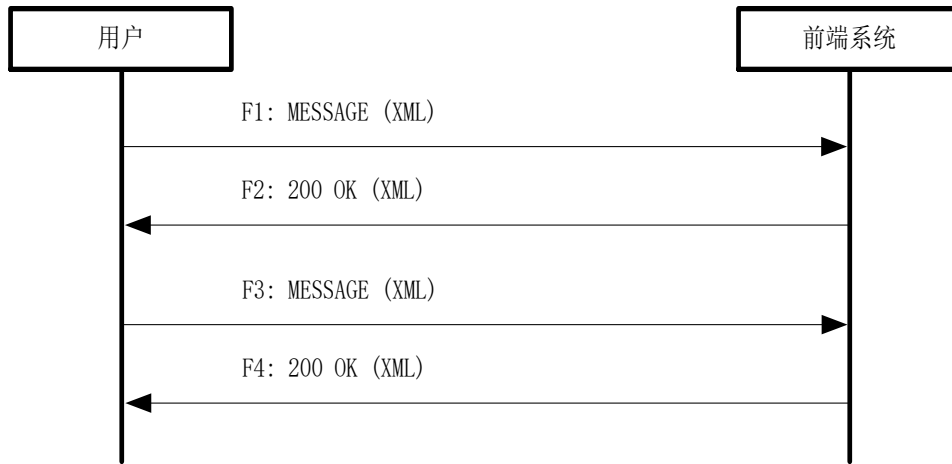 用户
前端系统
F1: MESSAGE (XML)
F2: 200 OK (XML)
F3: MESSAGE (XML)
F4: 200 OK (XML)